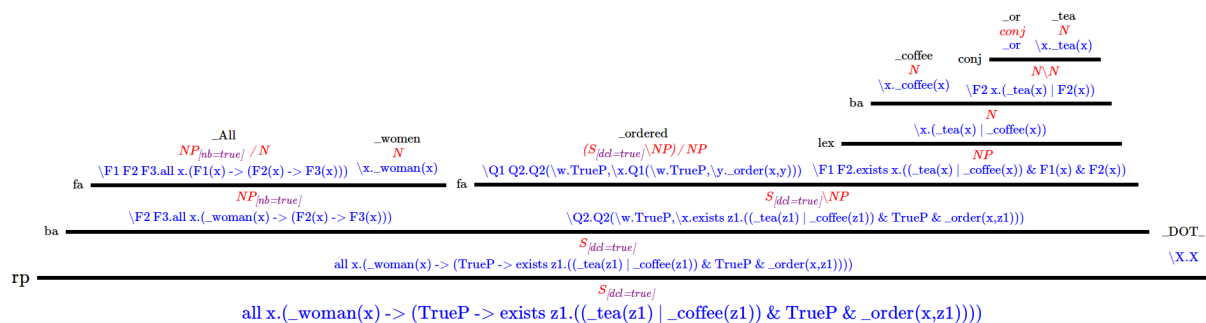 _or _tea
conj N
_or \x._tea(x)
_coffee conj
N N\N
\x._coffee(x) \F2 x.(_tea(x) | F2(x))
ba
_All _women _ordered N
NP[nb=true] / N N (S[dcl=true]\NP) / NP \x.(_tea(x) | _coffee(x))
lex
\F1 F2 F3.all x.(F1(x) -> (F2(x) -> F3(x))) \x._woman(x) \Q1 Q2.Q2(\w.TrueP,\x.Q1(\w.TrueP,\y._order(x,y))) NP
\F1 F2.exists x.((_tea(x) | _coffee(x)) & F1(x) & F2(x))
fa fa
NP[nb=true] S[dcl=true]\NP
\F2 F3.all x.(_woman(x) -> (F2(x) -> F3(x))) \Q2.Q2(\w.TrueP,\x.exists z1.((_tea(z1) | _coffee(z1)) & TrueP & _order(x,z1)))
ba _DOT_
S[dcl=true] \X.X
all x.(_woman(x) -> (TrueP -> exists z1.((_tea(z1) | _coffee(z1)) & TrueP & _order(x,z1))))
rp
S[dcl=true]
all x.(_woman(x) -> (TrueP -> exists z1.((_tea(z1) | _coffee(z1)) & TrueP & _order(x,z1))))